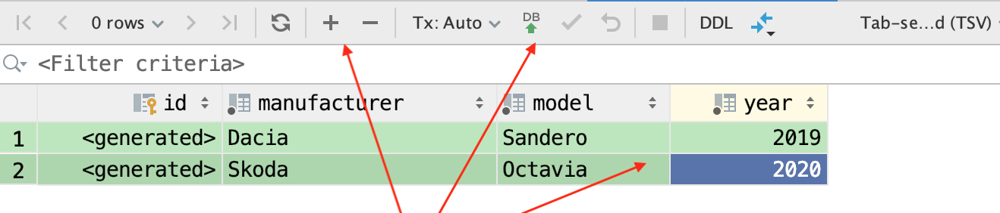 0 rows Tx: Auto DB DDL Tab-se...d (TSV)
<Filter criteria>
id manufacturer model year
1 <generated> Dacia Sandero 2019
2 <generated> Skoda Octavia 2020